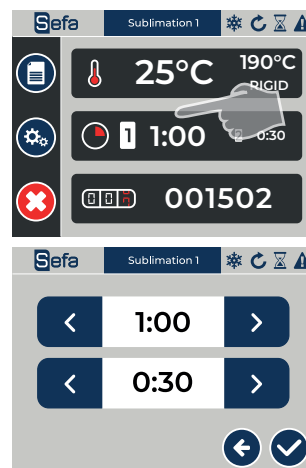 Sefa Sublimation 1
25°C 190°C
RIGID
1 1:00 2 0:30
001502
Sefa Sublimation 1
1:00
0:30